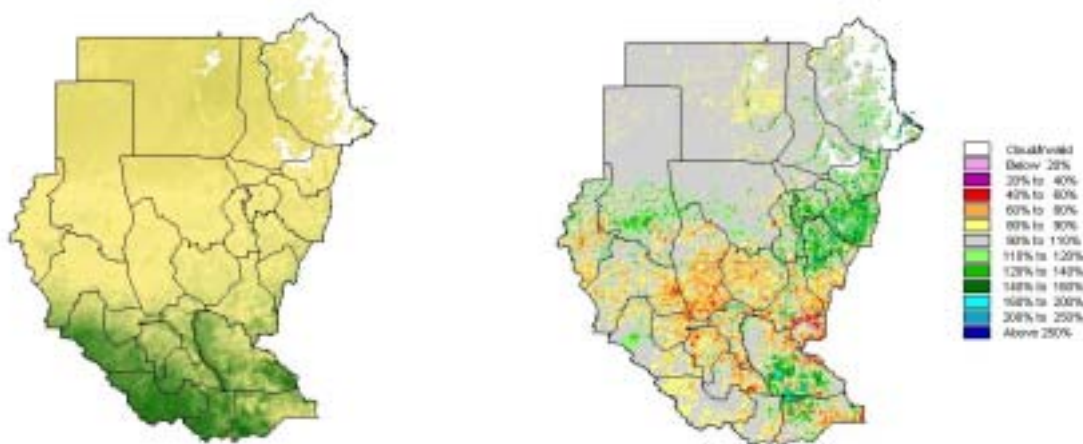 Cloud/Invalid
Below 20%
20% to 40%
40% to 60%
60% to 80%
80% to 90%
90% to 110%
110% to 120%
120% to 140%
140% to 160%
160% to 200%
200% to 250%
Above 250%